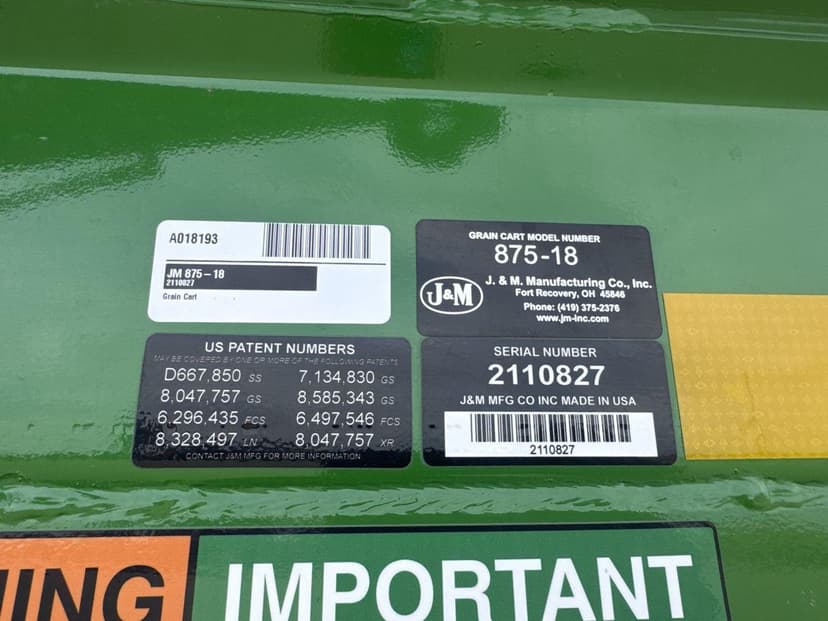 A018193
JM 875-18
2110827
Grain Cart
GRAIN CART MODEL NUMBER
875-18
J&M
J. & M. Manufacturing Co., Inc.
Fort Recovery, OH 45846
Phone: (419) 375-2376
www.jm-inc.com
US PATENT NUMBERS
MAY BE COVERED BY ONE OR MORE OF THE FOLLOWING PATENTS
D667,850 SS 7,134,830 GS
8,047,757 GS 8,585,343 GS
6,296,435 FCS 6,497,546 FCS
8,328,497 LN 8,047,757 XR
CONTACT J&M MFG FOR MORE INFORMATION
SERIAL NUMBER
2110827
J&M MFG CO INC MADE IN USA
2110827
NING
IMPORTANT